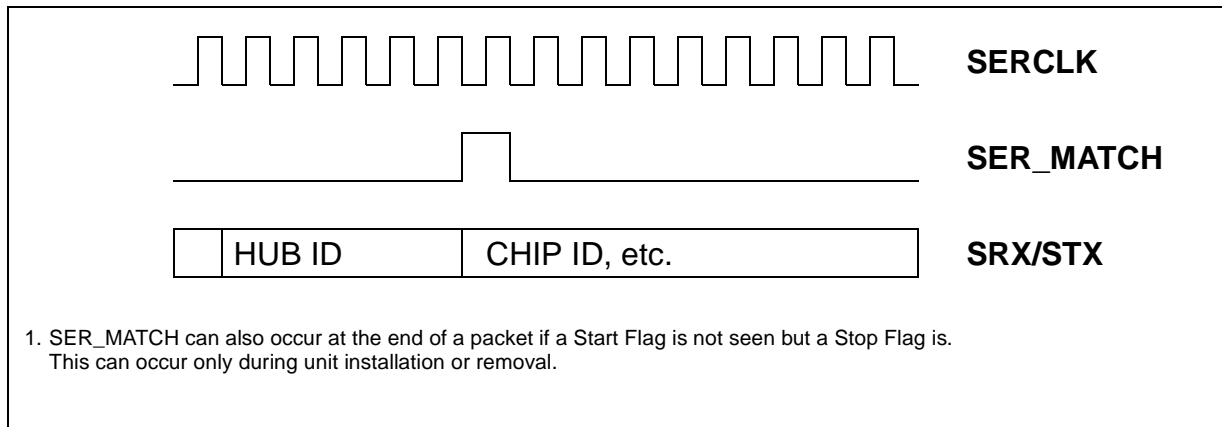 SERCLK
SER_MATCH
HUB ID
CHIP ID, etc.
SRX/STX
1. SER_MATCH can also occur at the end of a packet if a Start Flag is not seen but a Stop Flag is.
This can occur only during unit installation or removal.